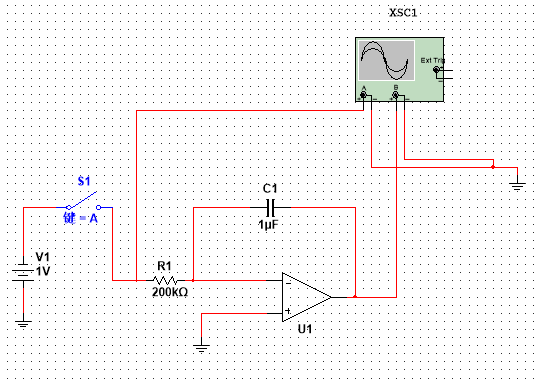 XSC1
Ext Trig
+
-
A
B
+ - + -
S1
键 = A
C1
1µF
V1
1V
R1
200kΩ
U1